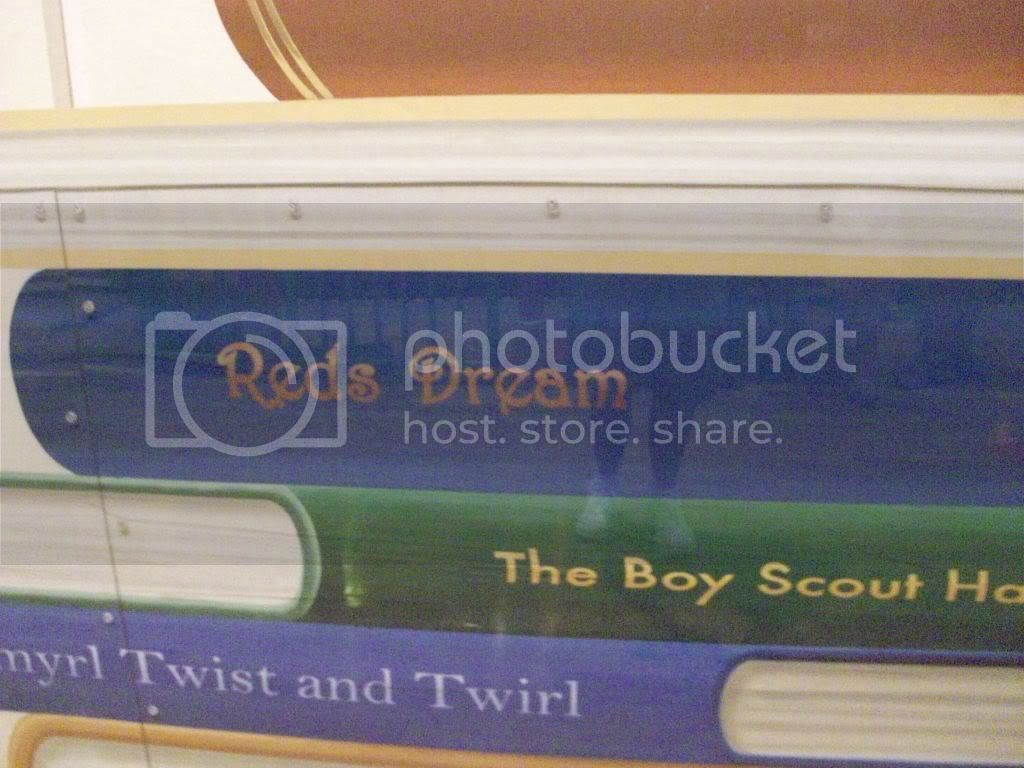 Reds Dream
photobucket
host. store. share.
The Boy Scout Ha
myrl Twist and Twirl